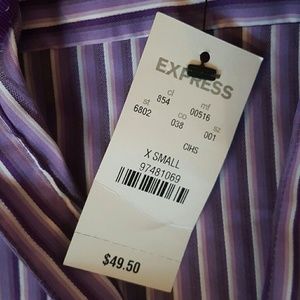 EXPRESS
cl mf
854 00516
st co sz
6802 038 001
CIHS
X SMALL
97481069
$49.50